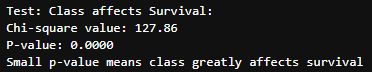 Test: Class affects Survival:
Chi-square value: 127.86
P-value: 0.0000
Small p-value means class greatly affects survival